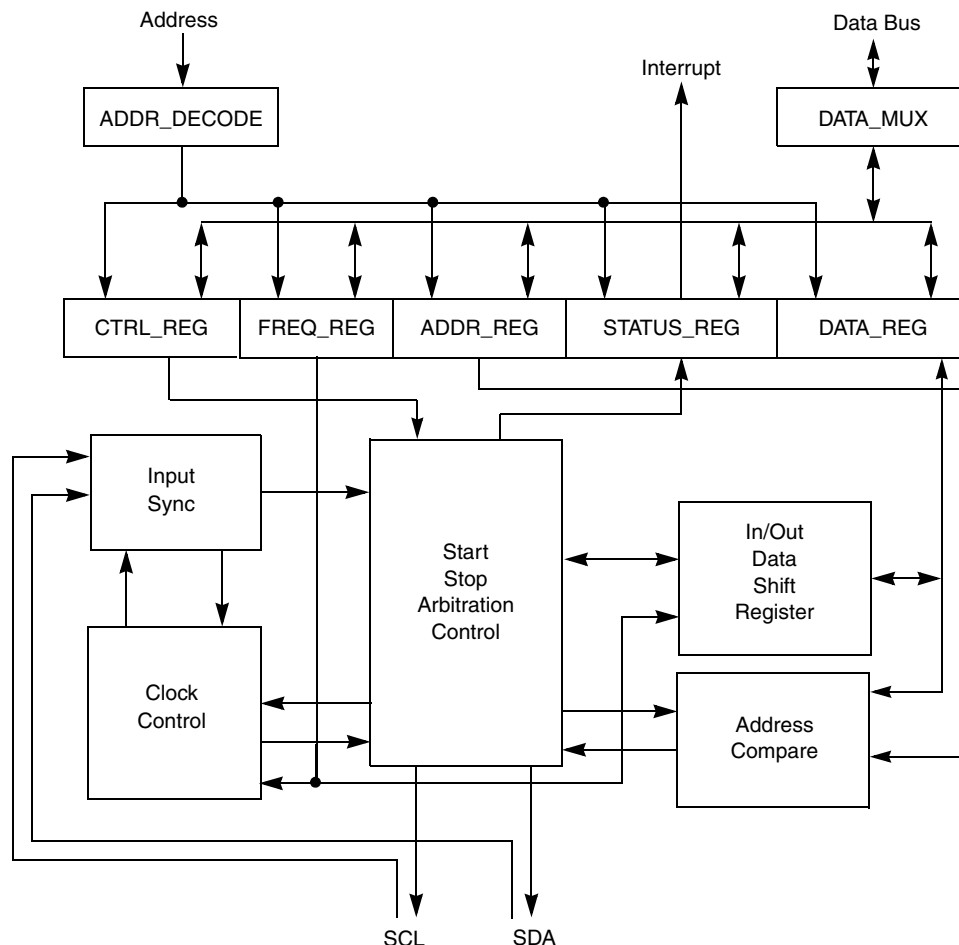 Address
Data Bus
Interrupt
ADDR_DECODE
DATA_MUX
CTRL_REG
FREQ_REG
ADDR_REG
STATUS_REG
DATA_REG
Input
Sync
Start
Stop
Arbitration
Control
In/Out
Data
Shift
Register
Clock
Control
Address
Compare
SCL
SDA